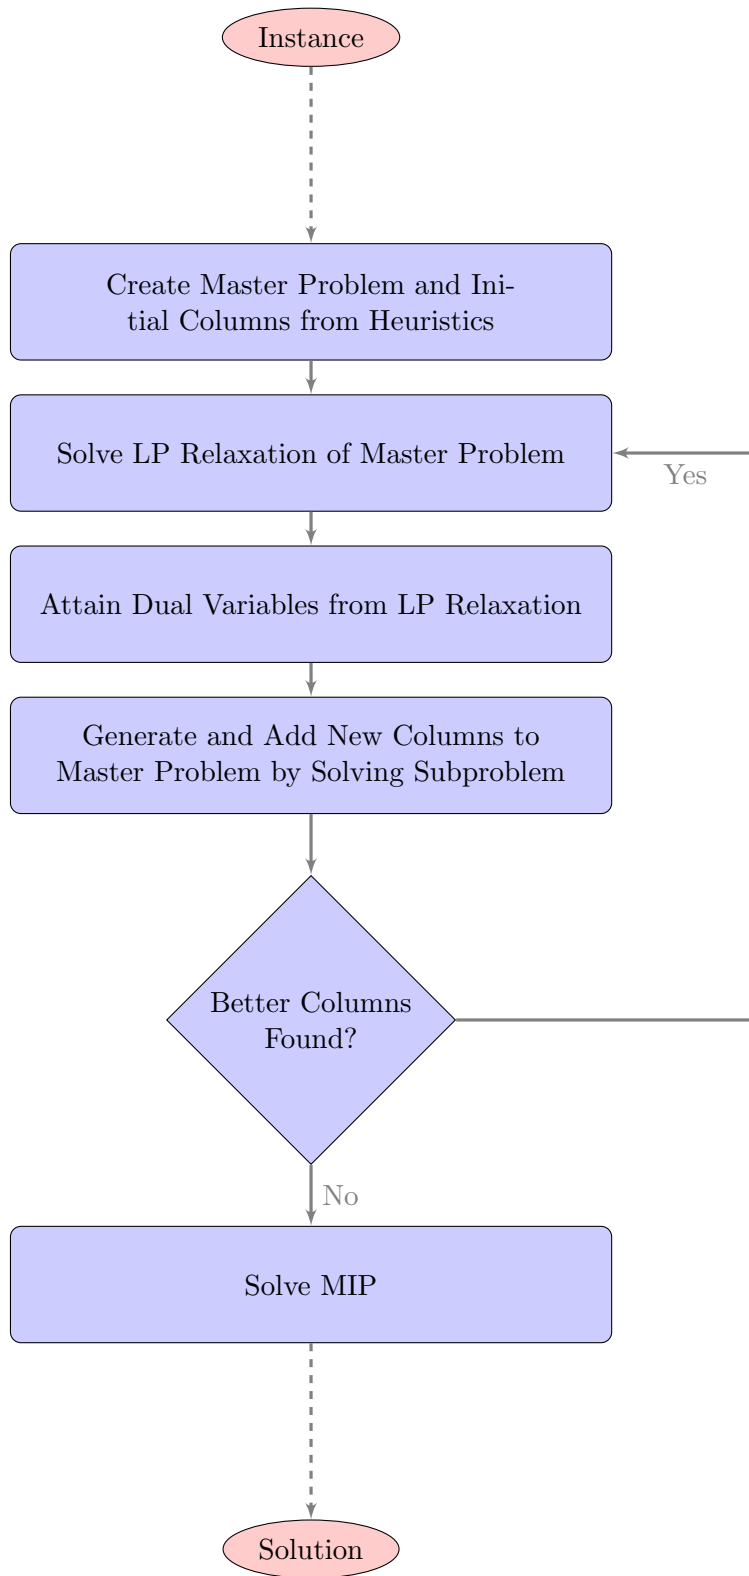 Instance
Create Master Problem and Ini-
tial Columns from Heuristics
Solve LP Relaxation of Master Problem
Yes
Attain Dual Variables from LP Relaxation
Generate and Add New Columns to
Master Problem by Solving Subproblem
Better Columns
Found?
No
Solve MIP
Solution